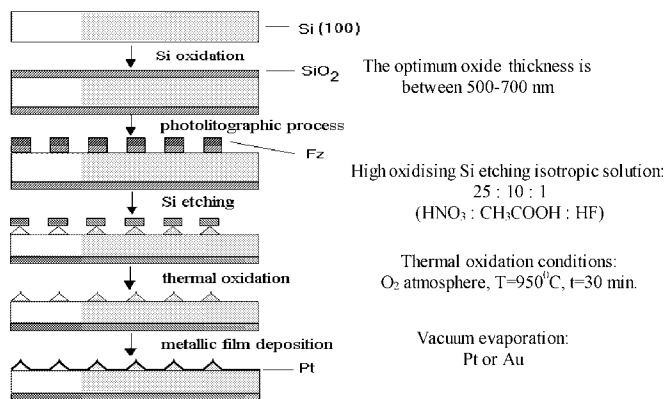 Si (100)
Si oxidation
SiO₂
The optimum oxide thickness is
between 500-700 nm
photolitographic process
Fz
High oxidising Si etching isotropic solution:
25 : 10 : 1
(HNO₃ : CH₃COOH : HF)
Si etching
Thermal oxidation conditions:
O₂ atmosphere, T=950⁰C, t=30 min.
thermal oxidation
metallic film deposition
Vacuum evaporation:
Pt or Au
Pt